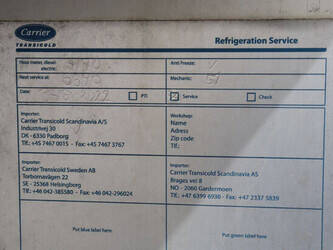 Carrier
TRANSICOLD
Refrigeration Service
Hour meter, diesel:
electric:
Anti Freeze:
Next service at:
Mechanic:
Date:
PTI
Service
Check
Importer:
Carrier Transicold Scandinavia A/S
Industrivej
DK - 6330 Padborg
Tlf.: +45 7467 0015 - Fax: +45 7467 3767
Workshop:
Name
Adress
Zip code
Tlf.:
Importer:
Carrier Transicold Sweden AB
Torbornavägen 22
SE - 25368 Helsingborg
Tlf.: +46 042-385580 - Fax: +46 042-296024
Importer:
Carrier Transicold Scandinavia AS
Brages vei 8
NO - 2060 Gardermoen
Tlf.: +47 6399 6930 - Fax: +47 2337 5839
Put blue label here
Put green label here